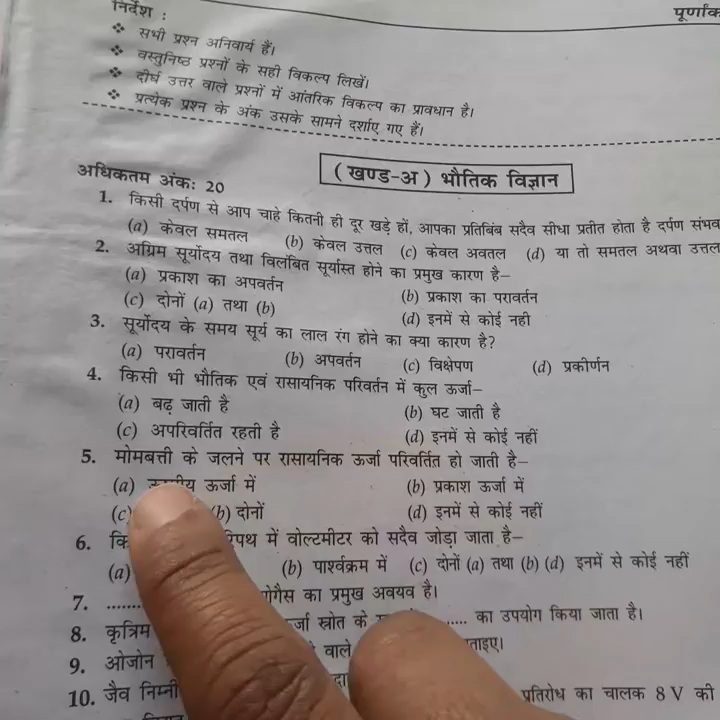 निर्देश :
पूर्णांक
❖ सभी प्रश्न अनिवार्य हैं।
❖ वस्तुनिष्ठ प्रश्नों के सही विकल्प लिखें।
❖ दीर्घ उत्तर वाले प्रश्नों में आंतरिक विकल्प का प्रावधान है।
❖ प्रत्येक प्रश्न के अंक उसके सामने दर्शाए गए हैं।
अधिकतम अंक: 20
(खण्ड-अ) भौतिक विज्ञान
1. किसी दर्पण से आप चाहे कितनी ही दूर खड़े हों, आपका प्रतिबिंब सदैव सीधा प्रतीत होता है दर्पण संभव
(a) केवल समतल (b) केवल उत्तल (c) केवल अवतल (d) या तो समतल अथवा उत्तल
2. अग्रिम सूर्योदय तथा विलंबित सूर्यास्त होने का प्रमुख कारण है–
(a) प्रकाश का अपवर्तन (b) प्रकाश का परावर्तन
(c) दोनों (a) तथा (b) (d) इनमें से कोई नही
3. सूर्योदय के समय सूर्य का लाल रंग होने का क्या कारण है?
(a) परावर्तन (b) अपवर्तन (c) विक्षेपण (d) प्रकीर्णन
4. किसी भी भौतिक एवं रासायनिक परिवर्तन में कुल ऊर्जा–
(a) बढ़ जाती है (b) घट जाती है
(c) अपरिवर्तित रहती है (d) इनमें से कोई नहीं
5. मोमबत्ती के जलने पर रासायनिक ऊर्जा परिवर्तित हो जाती है–
(a) ऊर्जा में (b) प्रकाश ऊर्जा में
(c) (b) दोनों (d) इनमें से कोई नहीं
6. में वोल्टमीटर को सदैव जोड़ा जाता है–
(a) (b) पार्श्वक्रम में (c) दोनों (a) तथा (b) (d) इनमें से कोई नहीं
7. ....... का प्रमुख अवयव है।
8. कृत्रिम स्रोत के ..... का उपयोग किया जाता है।
9. ओजोन वाले
10. जैव प्रतिरोध का चालक 8 V की